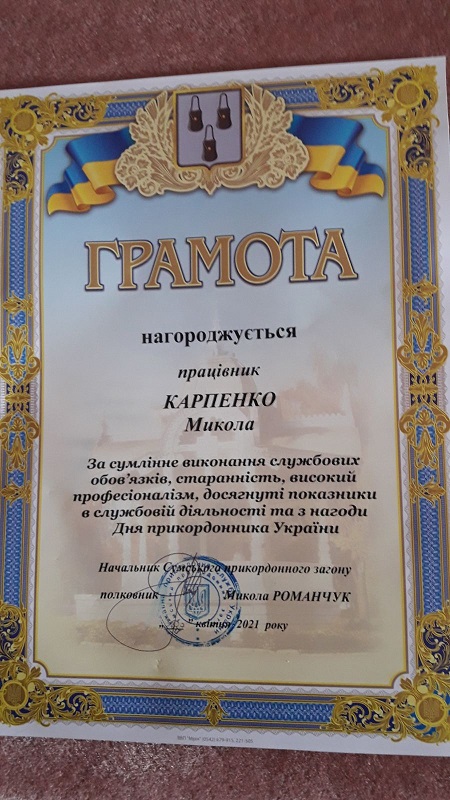 ГРАМОТА
нагороджується
працівник
КАРПЕНКО
Микола
За сумлінне виконання службових
обов'язків, старанність, високий
професіоналізм, досягнуті показники
в службовій діяльності та з нагоди
Дня прикордонника України
Начальник Сумського прикордонного загону
полковник Микола РОМАНЧУК
квітня 2021 року